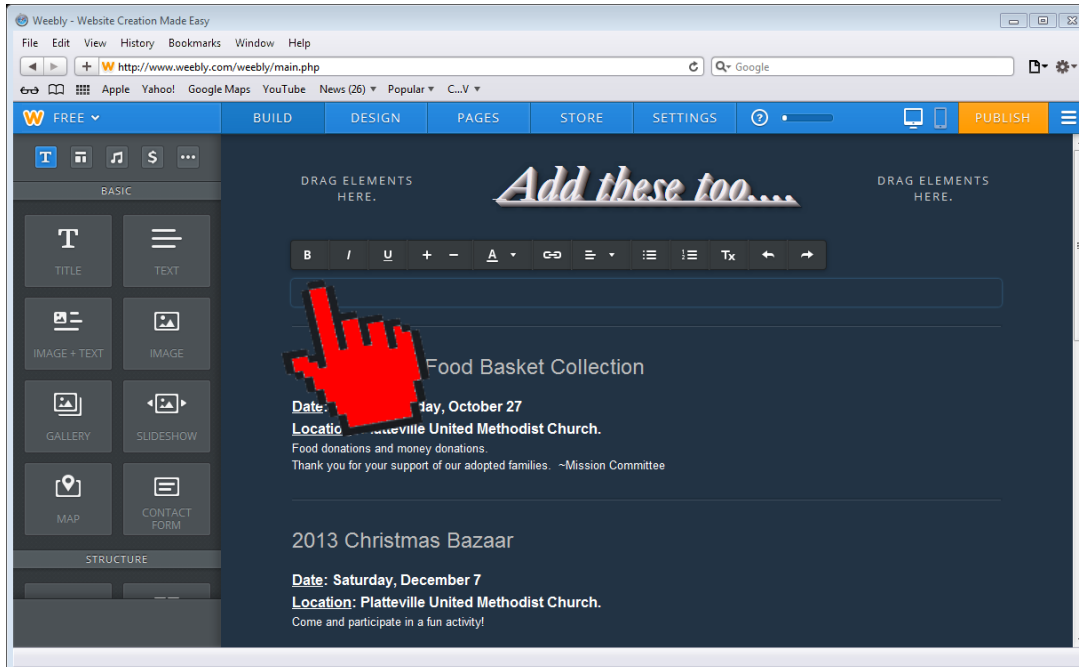 Weebly - Website Creation Made Easy
File Edit View History Bookmarks Window Help
http://www.weebly.com/weebly/main.php
Google
Apple Yahoo! Google Maps YouTube News (26) Popular C...V
FREE BUILD DESIGN PAGES STORE SETTINGS ? PUBLISH
T $
BASIC
DRAG ELEMENTS
HERE.
Add these too....
DRAG ELEMENTS
HERE.
T
TITLE TEXT
B I U + − A Tx
IMAGE + TEXT IMAGE
Food Basket Collection
Date: day, October 27
Location: Platteville United Methodist Church.
Food donations and money donations.
Thank you for your support of our adopted families. ~Mission Committee
GALLERY SLIDESHOW
MAP CONTACT
FORM
2013 Christmas Bazaar
STRUCTURE
Date: Saturday, December 7
Location: Platteville United Methodist Church.
Come and participate in a fun activity!